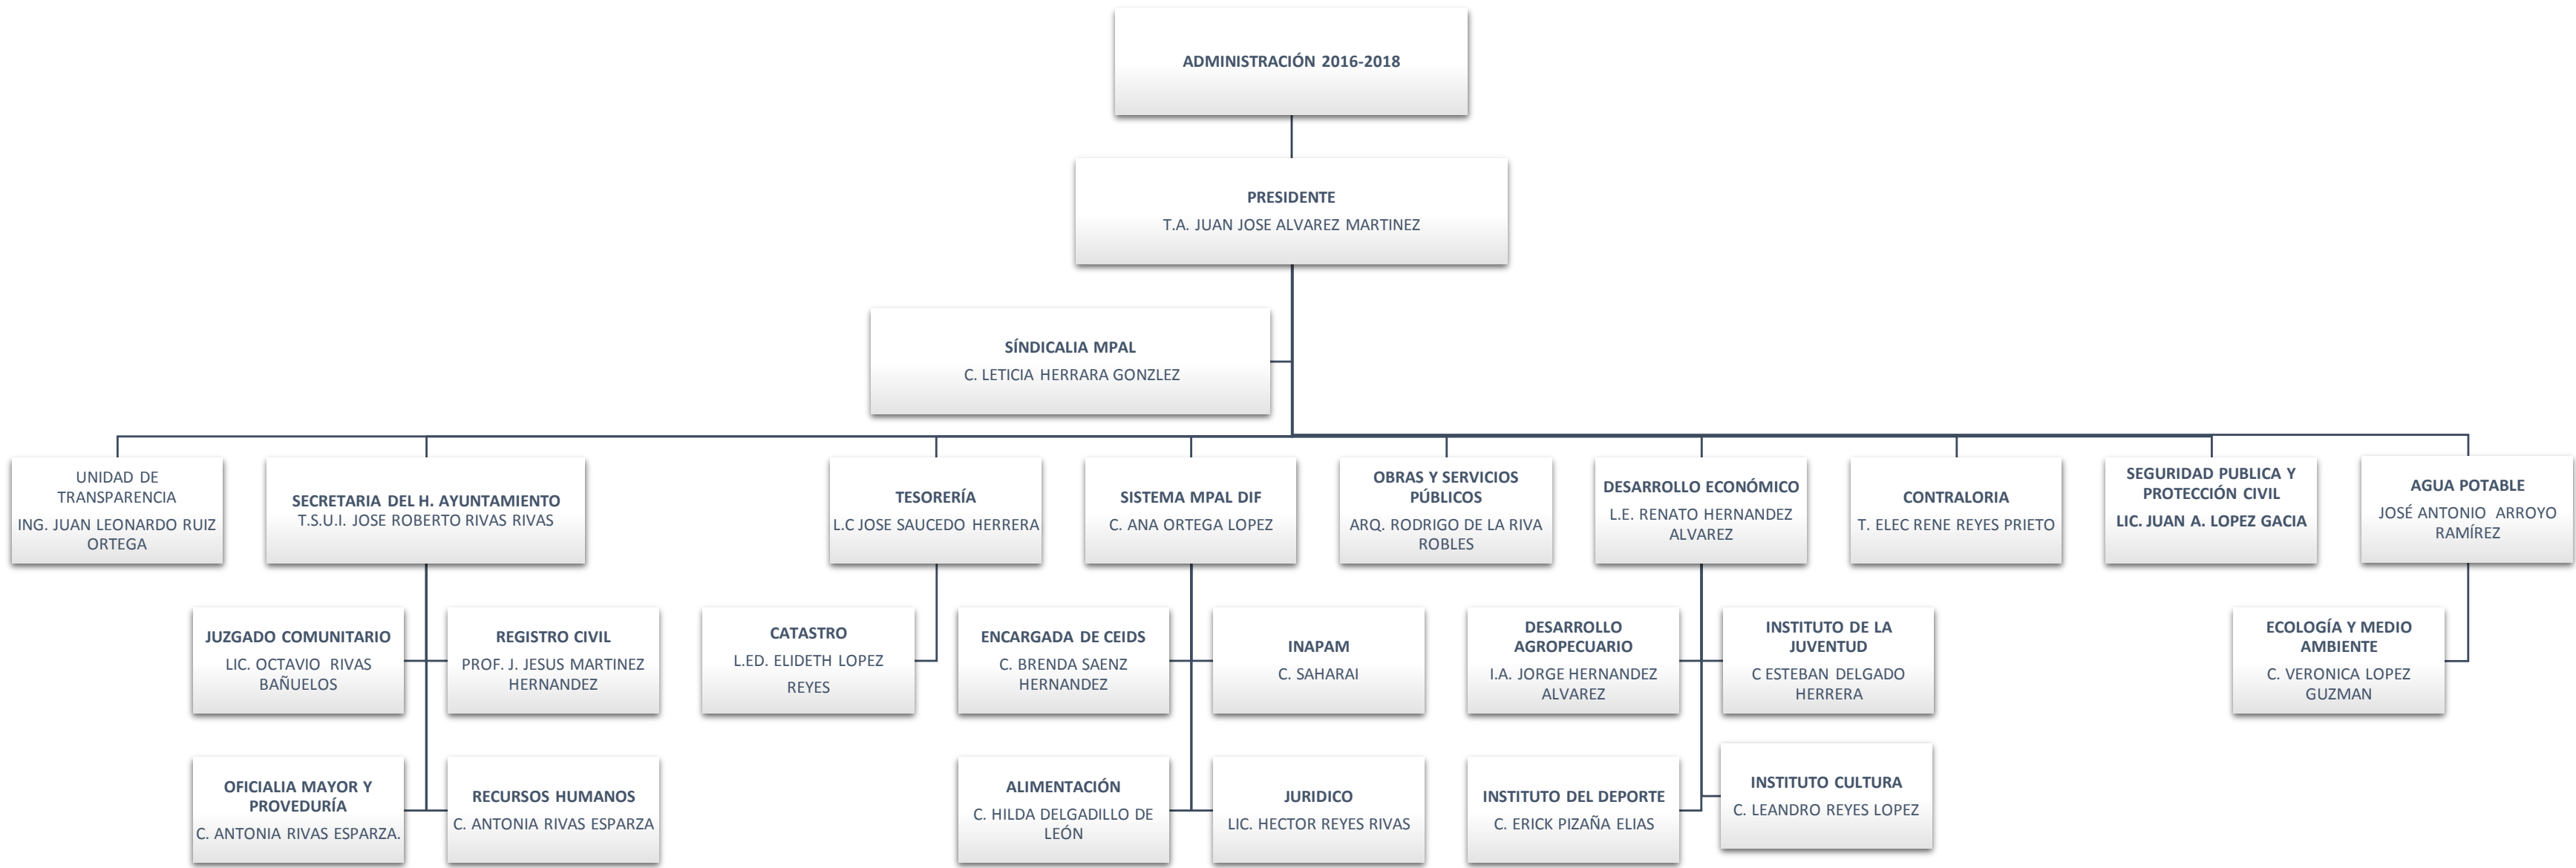 ADMINISTRACIÓN 2016-2018
PRESIDENTE
T.A. JUAN JOSE ALVAREZ MARTINEZ
SÍNDICALIA MPAL
C. LETICIA HERRARA GONZLEZ
UNIDAD DE
TRANSPARENCIA
ING. JUAN LEONARDO RUIZ
ORTEGA
SECRETARIA DEL H. AYUNTAMIENTO
T.S.U.I. JOSE ROBERTO RIVAS RIVAS
TESORERÍA
L.C JOSE SAUCEDO HERRERA
SISTEMA MPAL DIF
C. ANA ORTEGA LOPEZ
OBRAS Y SERVICIOS
PÚBLICOS
ARQ. RODRIGO DE LA RIVA
ROBLES
DESARROLLO ECONÓMICO
L.E. RENATO HERNANDEZ
ALVAREZ
CONTRALORIA
T. ELEC RENE REYES PRIETO
SEGURIDAD PUBLICA Y
PROTECCIÓN CIVIL
LIC. JUAN A. LOPEZ GACIA
AGUA POTABLE
JOSÉ ANTONIO ARROYO
RAMÍREZ
JUZGADO COMUNITARIO
LIC. OCTAVIO RIVAS
BAÑUELOS
REGISTRO CIVIL
PROF. J. JESUS MARTINEZ
HERNANDEZ
CATASTRO
L.ED. ELIDETH LOPEZ
REYES
ENCARGADA DE CEIDS
C. BRENDA SAENZ
HERNANDEZ
INAPAM
C. SAHARAI
DESARROLLO
AGROPECUARIO
I.A. JORGE HERNANDEZ
ALVAREZ
INSTITUTO DE LA
JUVENTUD
C ESTEBAN DELGADO
HERRERA
ECOLOGÍA Y MEDIO
AMBIENTE
C. VERONICA LOPEZ
GUZMAN
OFICIALIA MAYOR Y
PROVEDURÍA
C. ANTONIA RIVAS ESPARZA.
RECURSOS HUMANOS
C. ANTONIA RIVAS ESPARZA
ALIMENTACIÓN
C. HILDA DELGADILLO DE
LEÓN
JURIDICO
LIC. HECTOR REYES RIVAS
INSTITUTO DEL DEPORTE
C. ERICK PIZAÑA ELIAS
INSTITUTO CULTURA
C. LEANDRO REYES LOPEZ